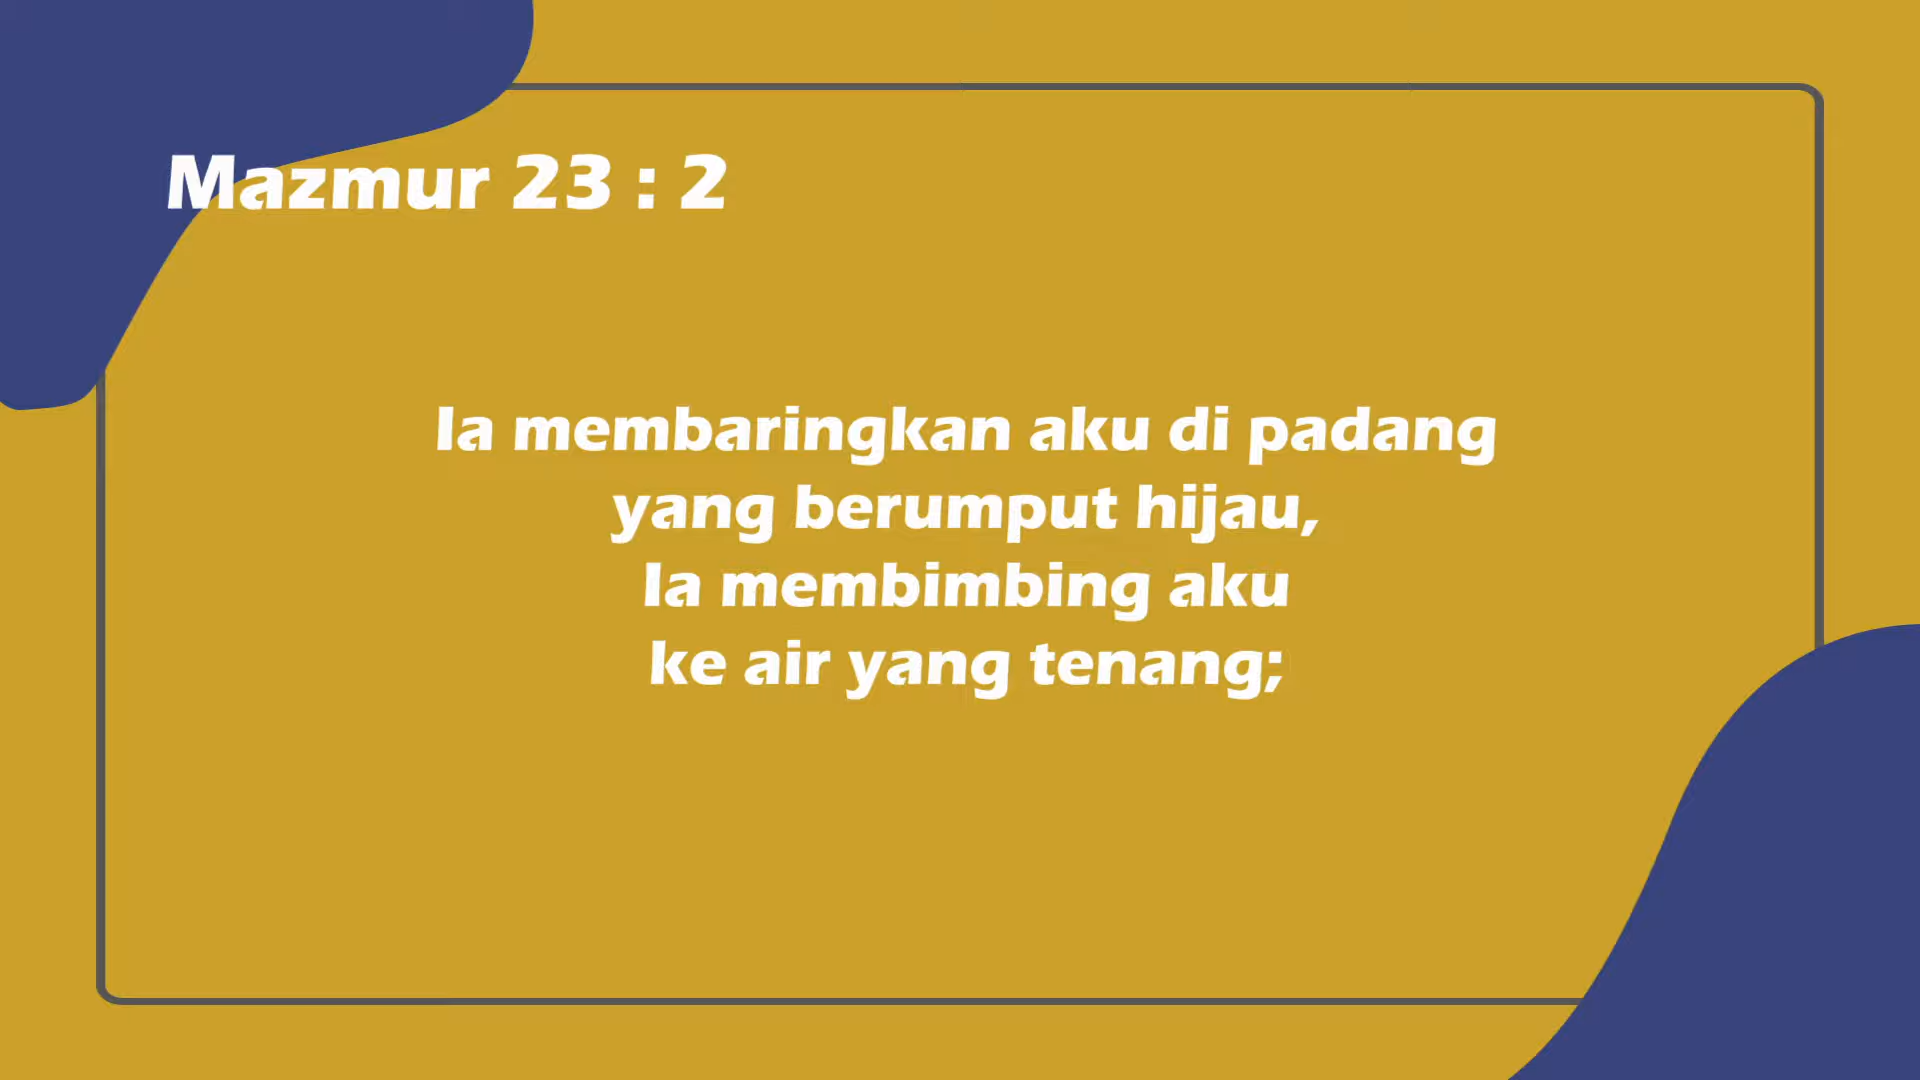 Mazmur 23 : 2
Ia membaringkan aku di padang
yang berumput hijau,
Ia membimbing aku
ke air yang tenang;